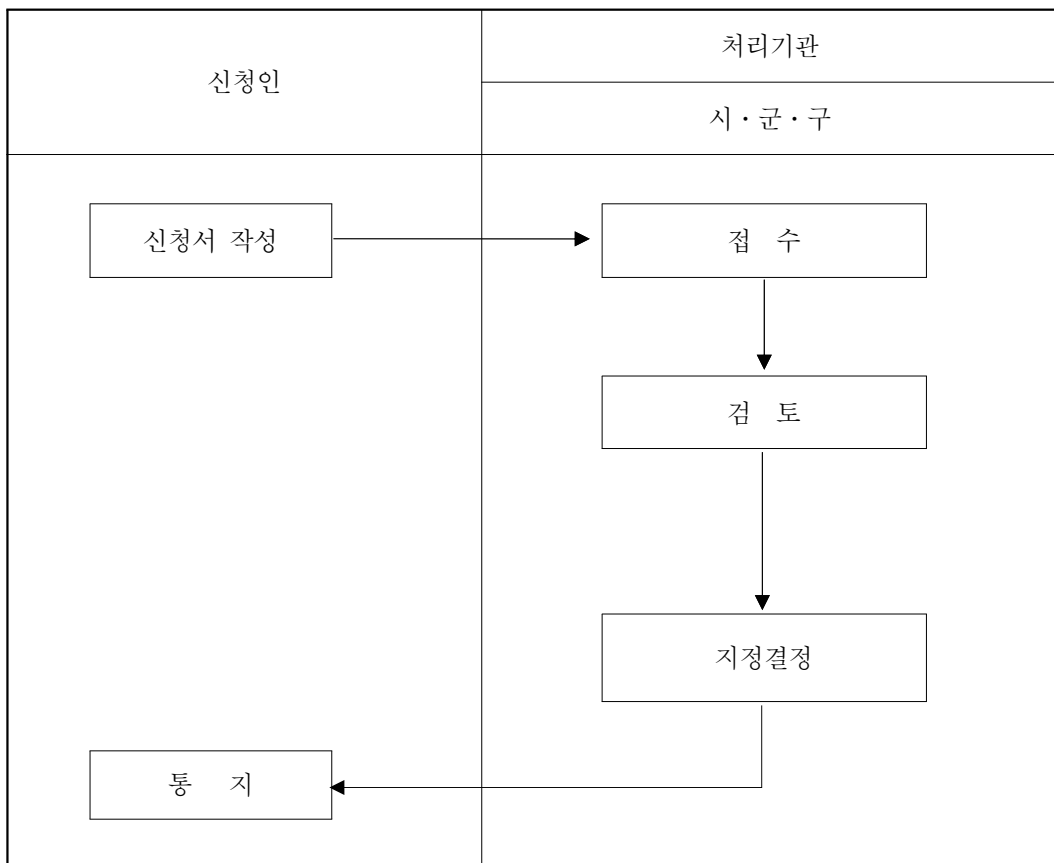 신청인
처리기관
시·군·구
신청서 작성
접 수
검 토
지정결정
통 지